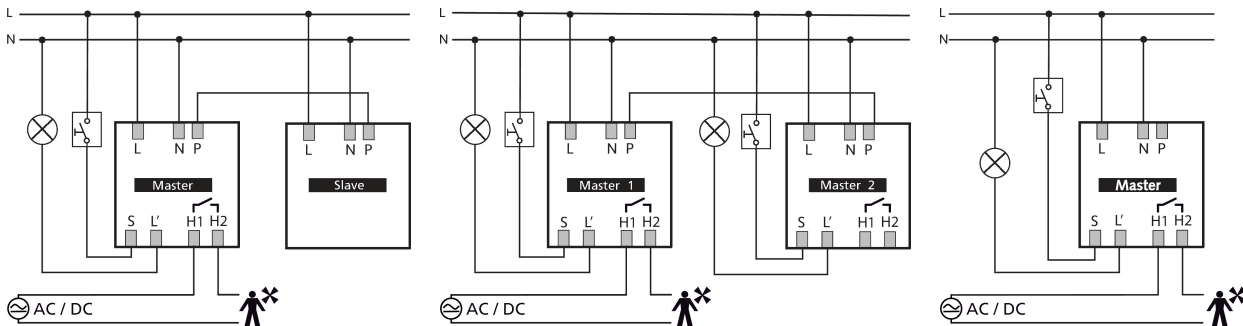 L
N
L N P
Master
S L' H1 H2
AC / DC
L N P
Slave
L
N
L N P
Master 1
S L' H1 H2
AC / DC
L N P
Master 2
S L' H1 H2
L
N
L N P
Master
S L' H1 H2
AC / DC